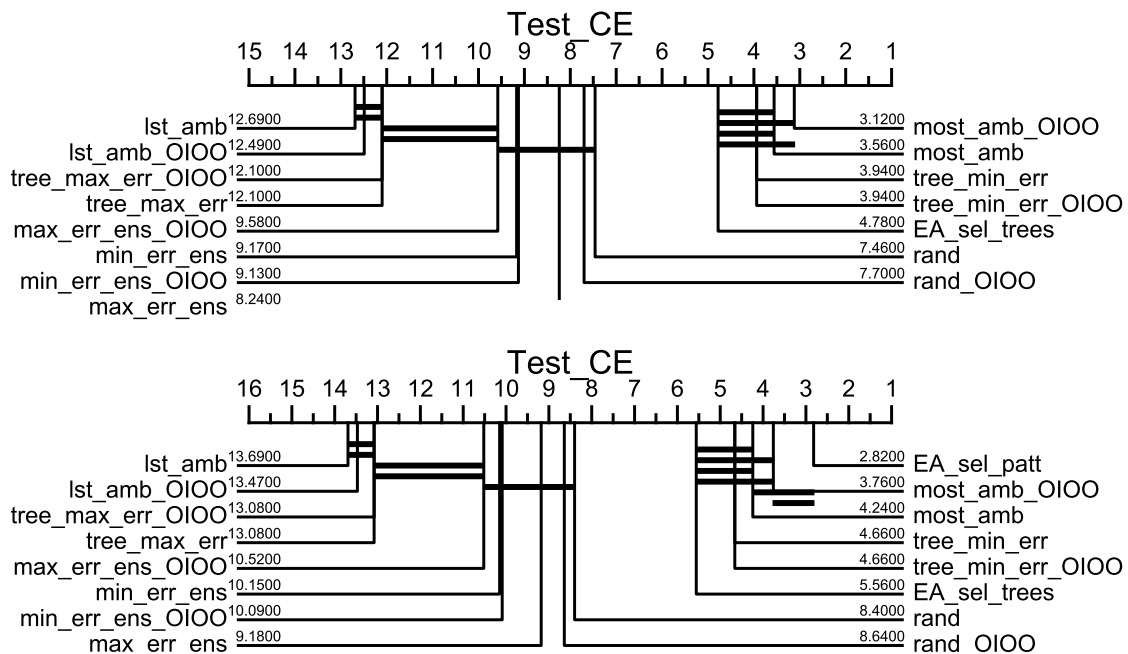 Test_CE
15 14 13 12 11 10 9 8 7 6 5 4 3 2 1
lst_amb 12.6900 3.1200 most_amb_OIOO
lst_amb_OIOO 12.4900 3.5600 most_amb
tree_max_err_OIOO 12.1000 3.9400 tree_min_err
tree_max_err 12.1000 3.9400 tree_min_err_OIOO
max_err_ens_OIOO 9.5800 4.7800 EA_sel_trees
min_err_ens 9.1700 7.4600 rand
min_err_ens_OIOO 9.1300 7.7000 rand_OIOO
max_err_ens 8.2400
Test_CE
16 15 14 13 12 11 10 9 8 7 6 5 4 3 2 1
lst_amb 13.6900 2.8200 EA_sel_patt
lst_amb_OIOO 13.4700 3.7600 most_amb_OIOO
tree_max_err_OIOO 13.0800 4.2400 most_amb
tree_max_err 13.0800 4.6600 tree_min_err
max_err_ens_OIOO 10.5200 4.6600 tree_min_err_OIOO
min_err_ens 10.1500 5.5600 EA_sel_trees
min_err_ens_OIOO 10.0900 8.4000 rand
max_err_ens 9.1800 8.6400 rand_OIOO